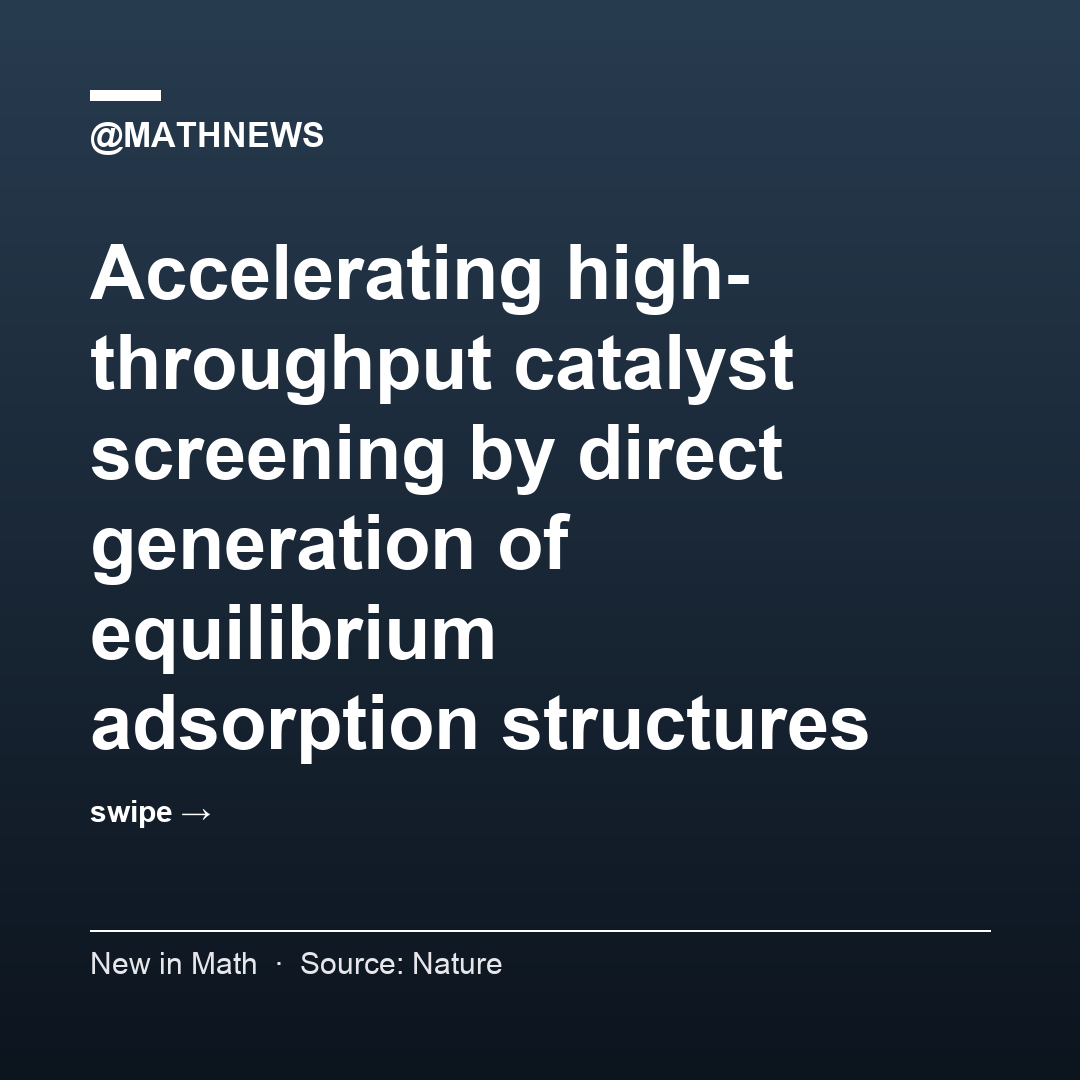 @MATHNEWS
Accelerating high-
throughput catalyst
screening by direct
generation of
equilibrium
adsorption structures
swipe →
New in Math · Source: Nature